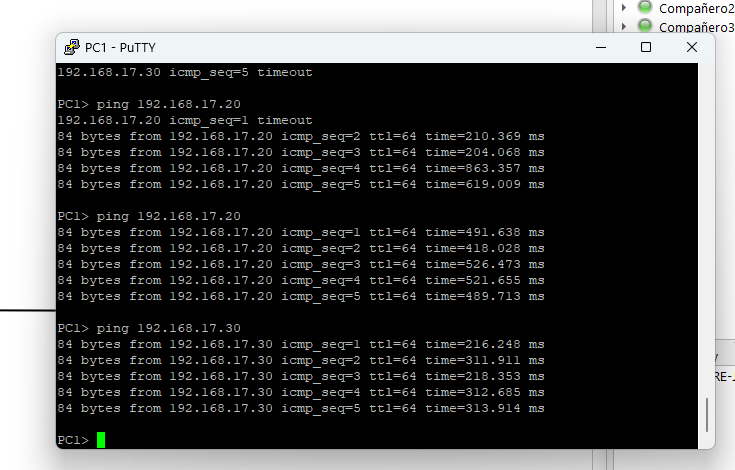 Compañero2
Compañero3
PC1 - PuTTY
192.168.17.30 icmp_seq=5 timeout
PC1> ping 192.168.17.20
192.168.17.20 icmp_seq=1 timeout
84 bytes from 192.168.17.20 icmp_seq=2 ttl=64 time=210.369 ms
84 bytes from 192.168.17.20 icmp_seq=3 ttl=64 time=204.068 ms
84 bytes from 192.168.17.20 icmp_seq=4 ttl=64 time=863.357 ms
84 bytes from 192.168.17.20 icmp_seq=5 ttl=64 time=619.009 ms
PC1> ping 192.168.17.20
84 bytes from 192.168.17.20 icmp_seq=1 ttl=64 time=491.638 ms
84 bytes from 192.168.17.20 icmp_seq=2 ttl=64 time=418.028 ms
84 bytes from 192.168.17.20 icmp_seq=3 ttl=64 time=526.473 ms
84 bytes from 192.168.17.20 icmp_seq=4 ttl=64 time=521.655 ms
84 bytes from 192.168.17.20 icmp_seq=5 ttl=64 time=489.713 ms
PC1> ping 192.168.17.30
84 bytes from 192.168.17.30 icmp_seq=1 ttl=64 time=216.248 ms
84 bytes from 192.168.17.30 icmp_seq=2 ttl=64 time=311.911 ms
84 bytes from 192.168.17.30 icmp_seq=3 ttl=64 time=218.353 ms
84 bytes from 192.168.17.30 icmp_seq=4 ttl=64 time=312.685 ms
84 bytes from 192.168.17.30 icmp_seq=5 ttl=64 time=313.914 ms
PC1>